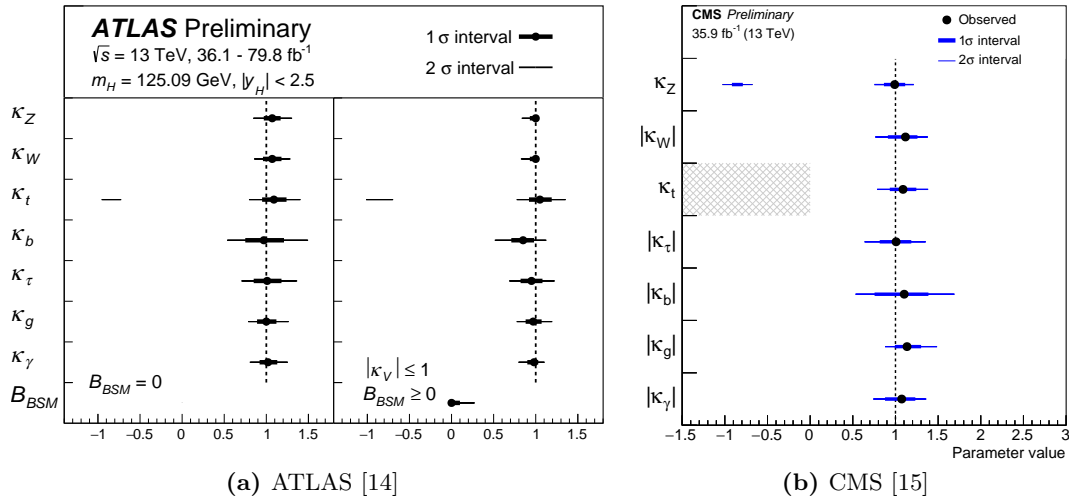 ATLAS Preliminary
√s = 13 TeV, 36.1 - 79.8 fb⁻¹
m_H = 125.09 GeV, |y_H| < 2.5
1 σ interval
2 σ interval
κ_Z
κ_W
κ_t
κ_b
κ_τ
κ_g
κ_γ
B_BSM
B_BSM = 0
|κ_V| ≤ 1
B_BSM ≥ 0
−1 −0.5 0 0.5 1 1.5
−1 −0.5 0 0.5 1 1.5
(a) ATLAS [14]
CMS Preliminary
35.9 fb⁻¹ (13 TeV)
Observed
1σ interval
2σ interval
κ_Z
|κ_W|
κ_t
|κ_τ|
|κ_b|
|κ_g|
|κ_γ|
−1.5 −1 −0.5 0 0.5 1 1.5 2 2.5 3
Parameter value
(b) CMS [15]